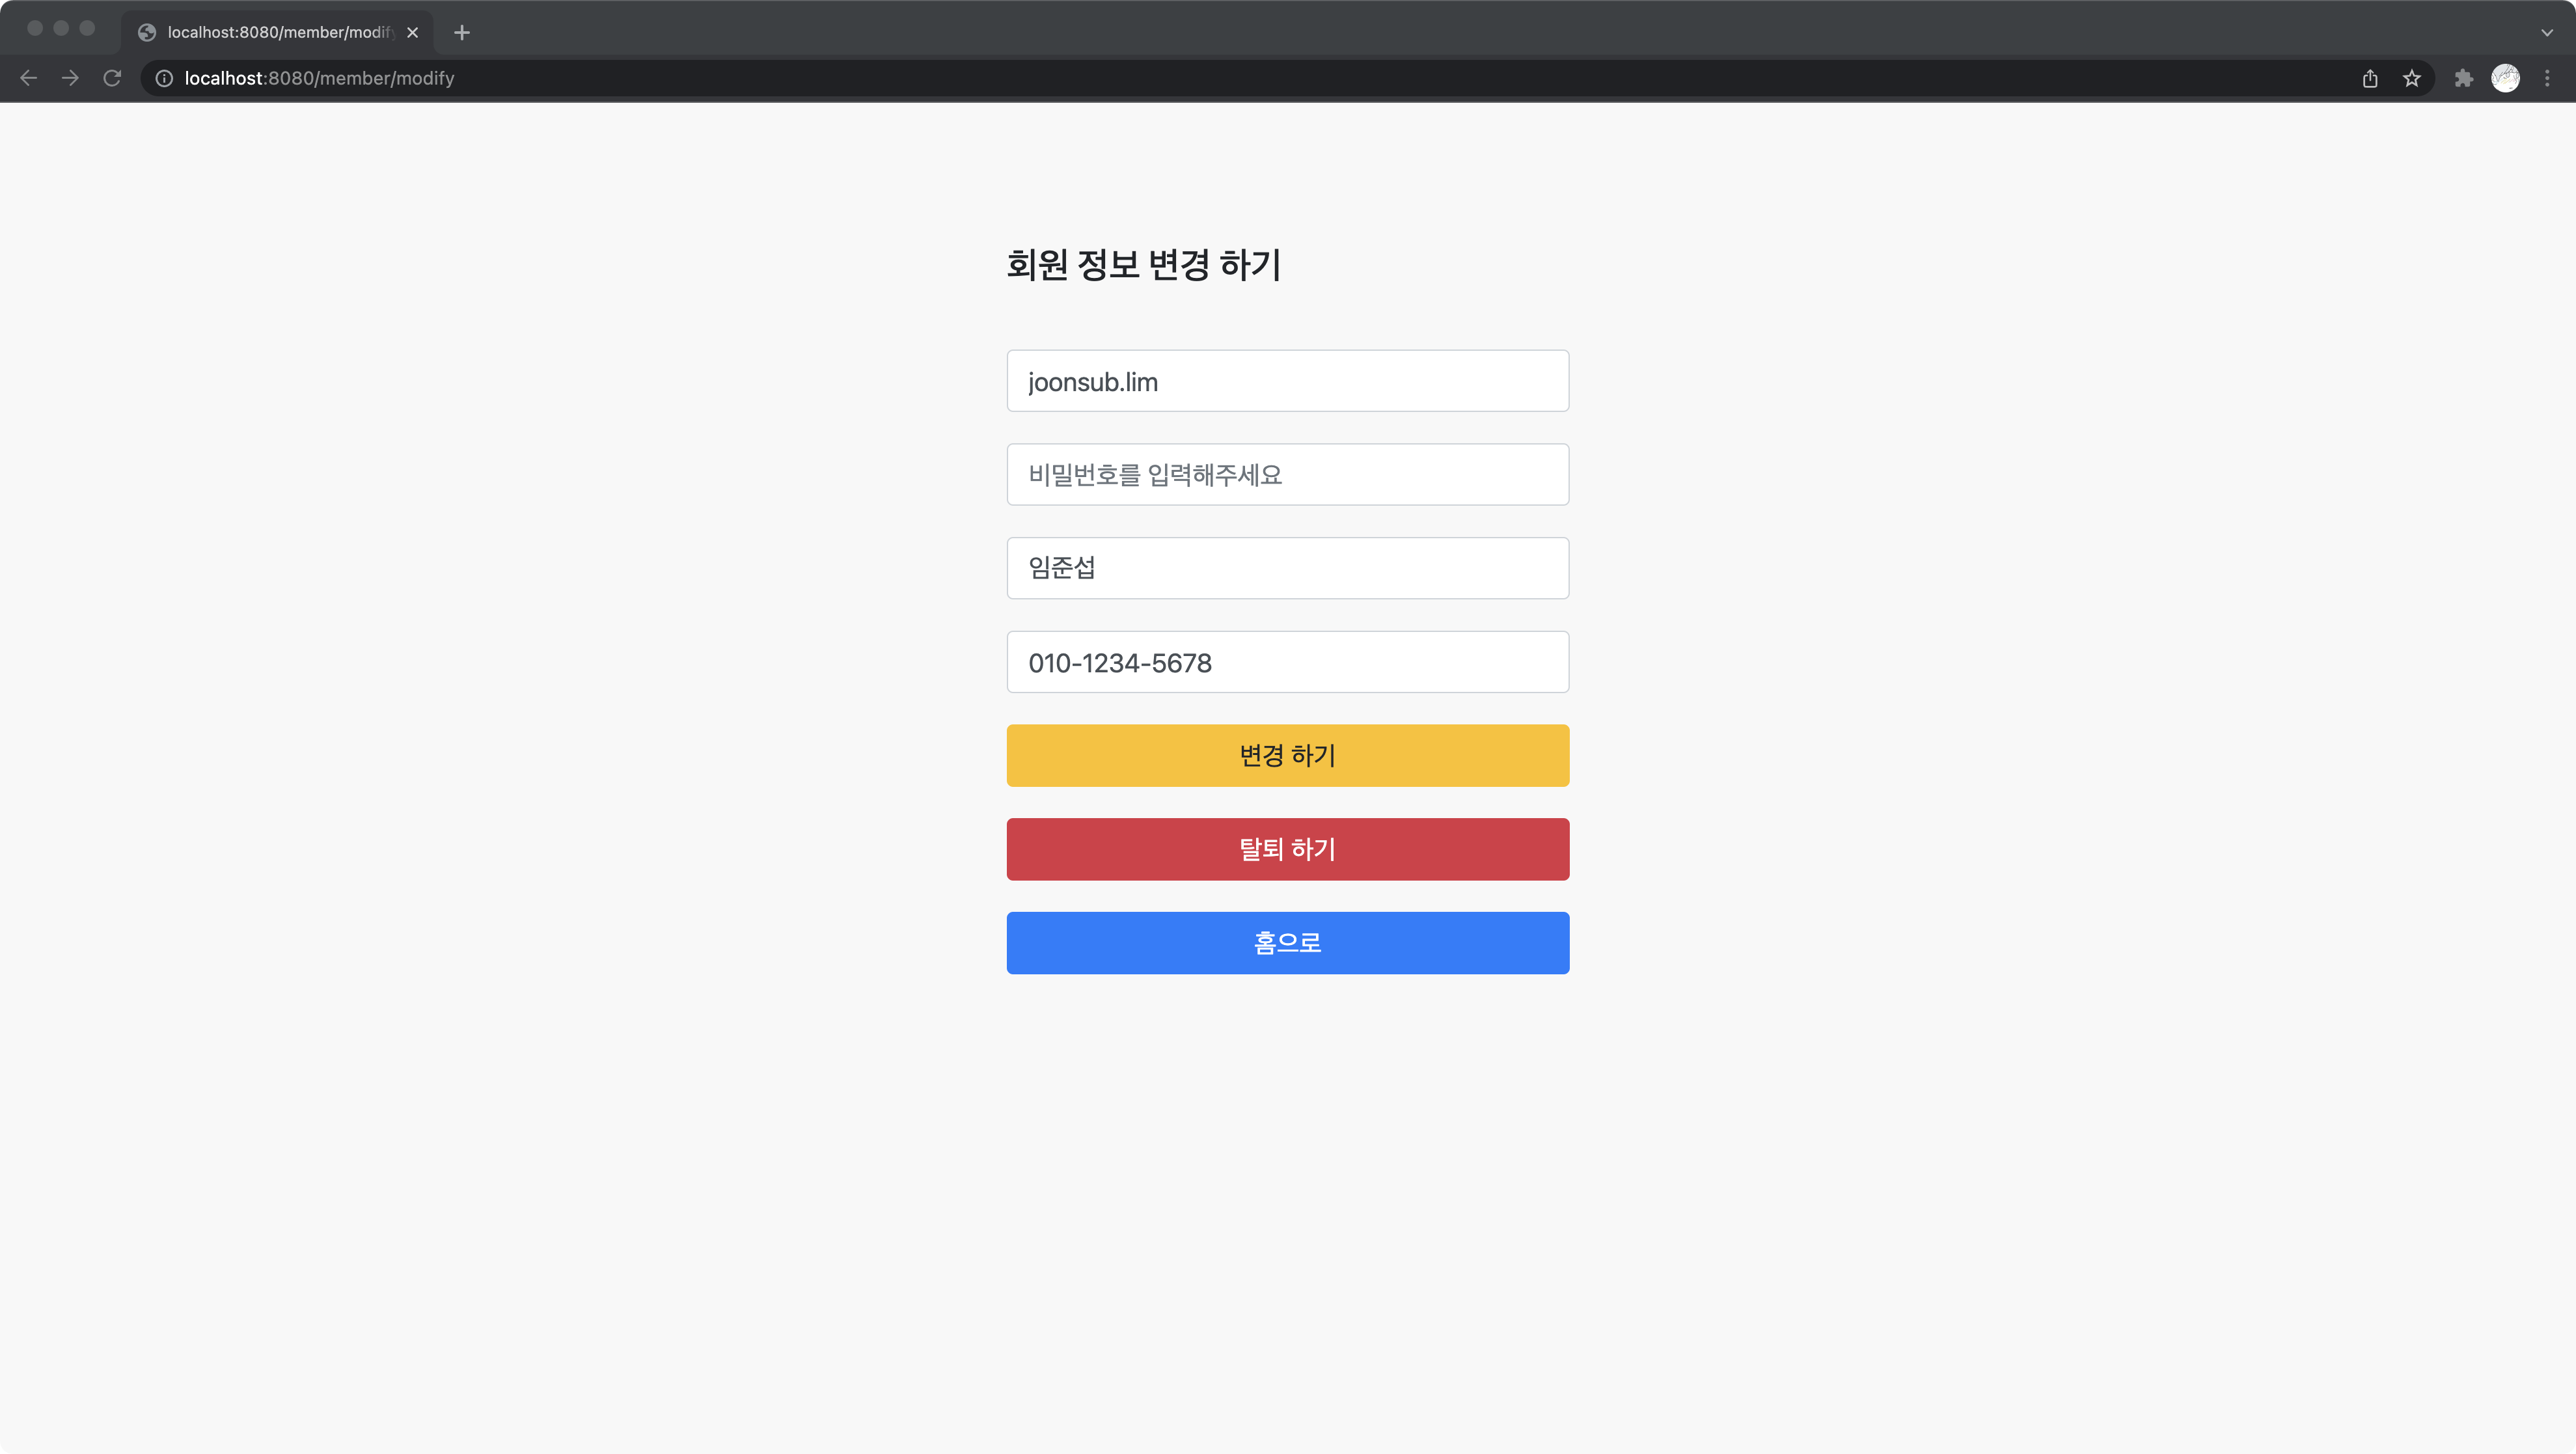 localhost:8080/member/modify
localhost:8080/member/modify
회원 정보 변경 하기
joonsub.lim
비밀번호를 입력해주세요
임준섭
010-1234-5678
변경 하기
탈퇴 하기
홈으로